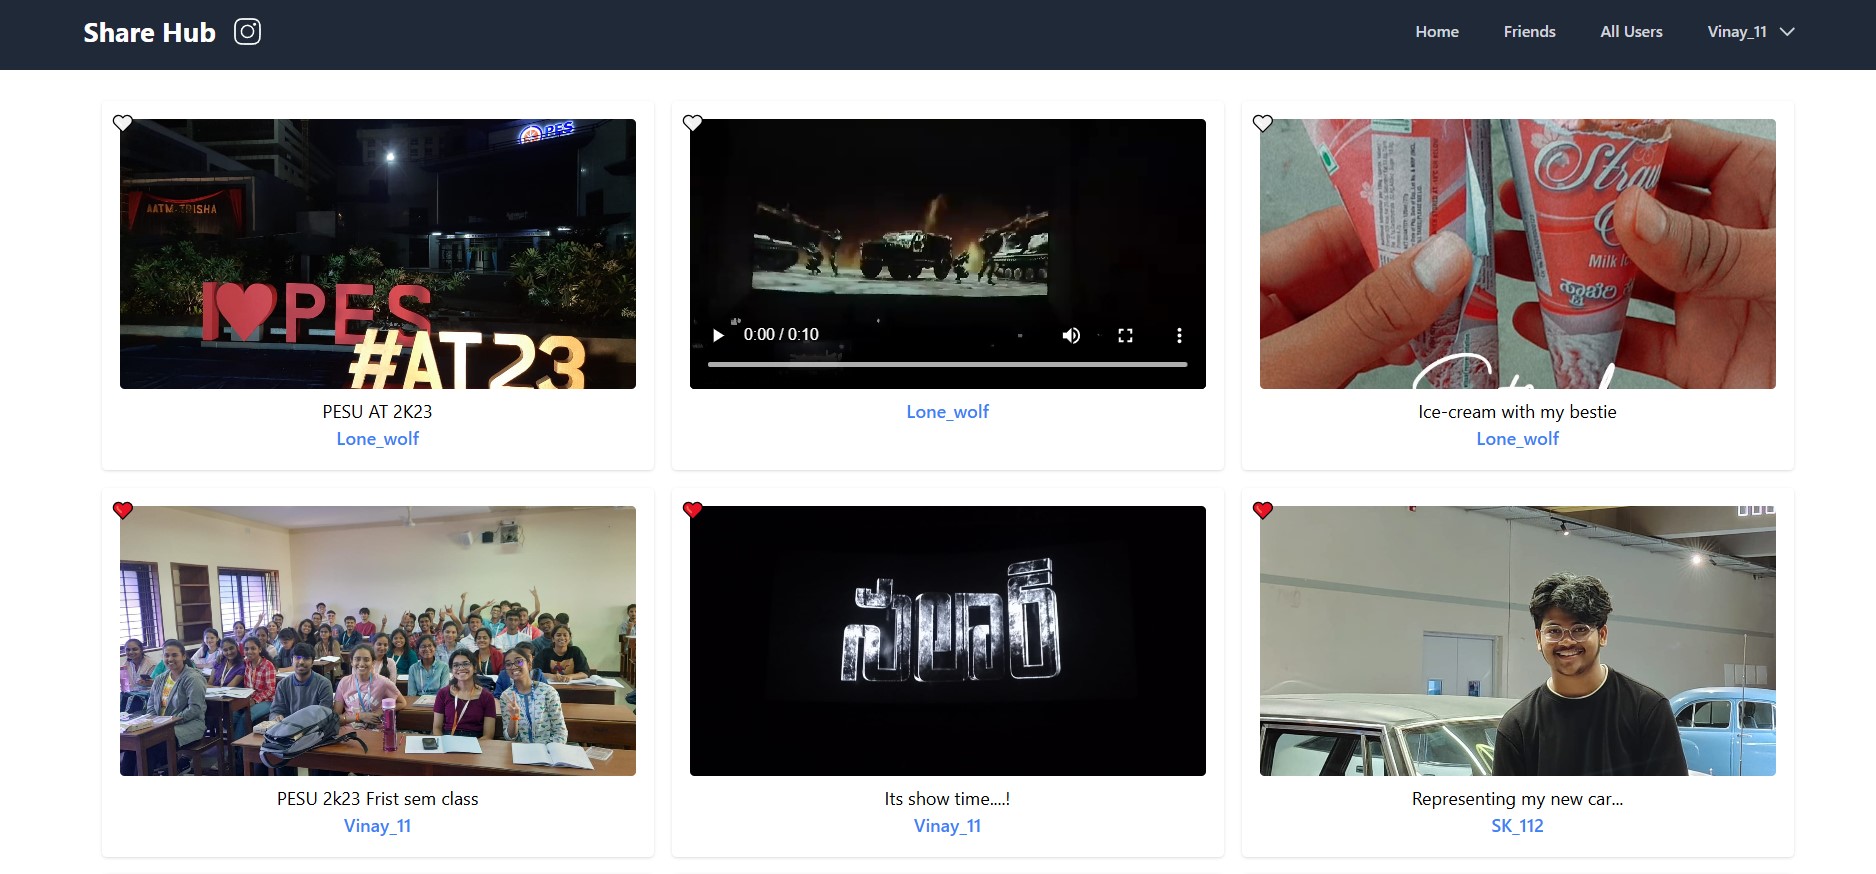 Share Hub
Home
Friends
All Users
Vinay_11
PES
AATMATRISHA
I PES
#AT23
PESU AT 2K23
Lone_wolf
0:00 / 0:10
Lone_wolf
Milk
ಸ್ಟ್ರಾಬೆರಿ
Ice-cream with my bestie
Lone_wolf
PESU 2k23 Frist sem class
Vinay_11
సలార్
Its show time....!
Vinay_11
Representing my new car...
SK_112